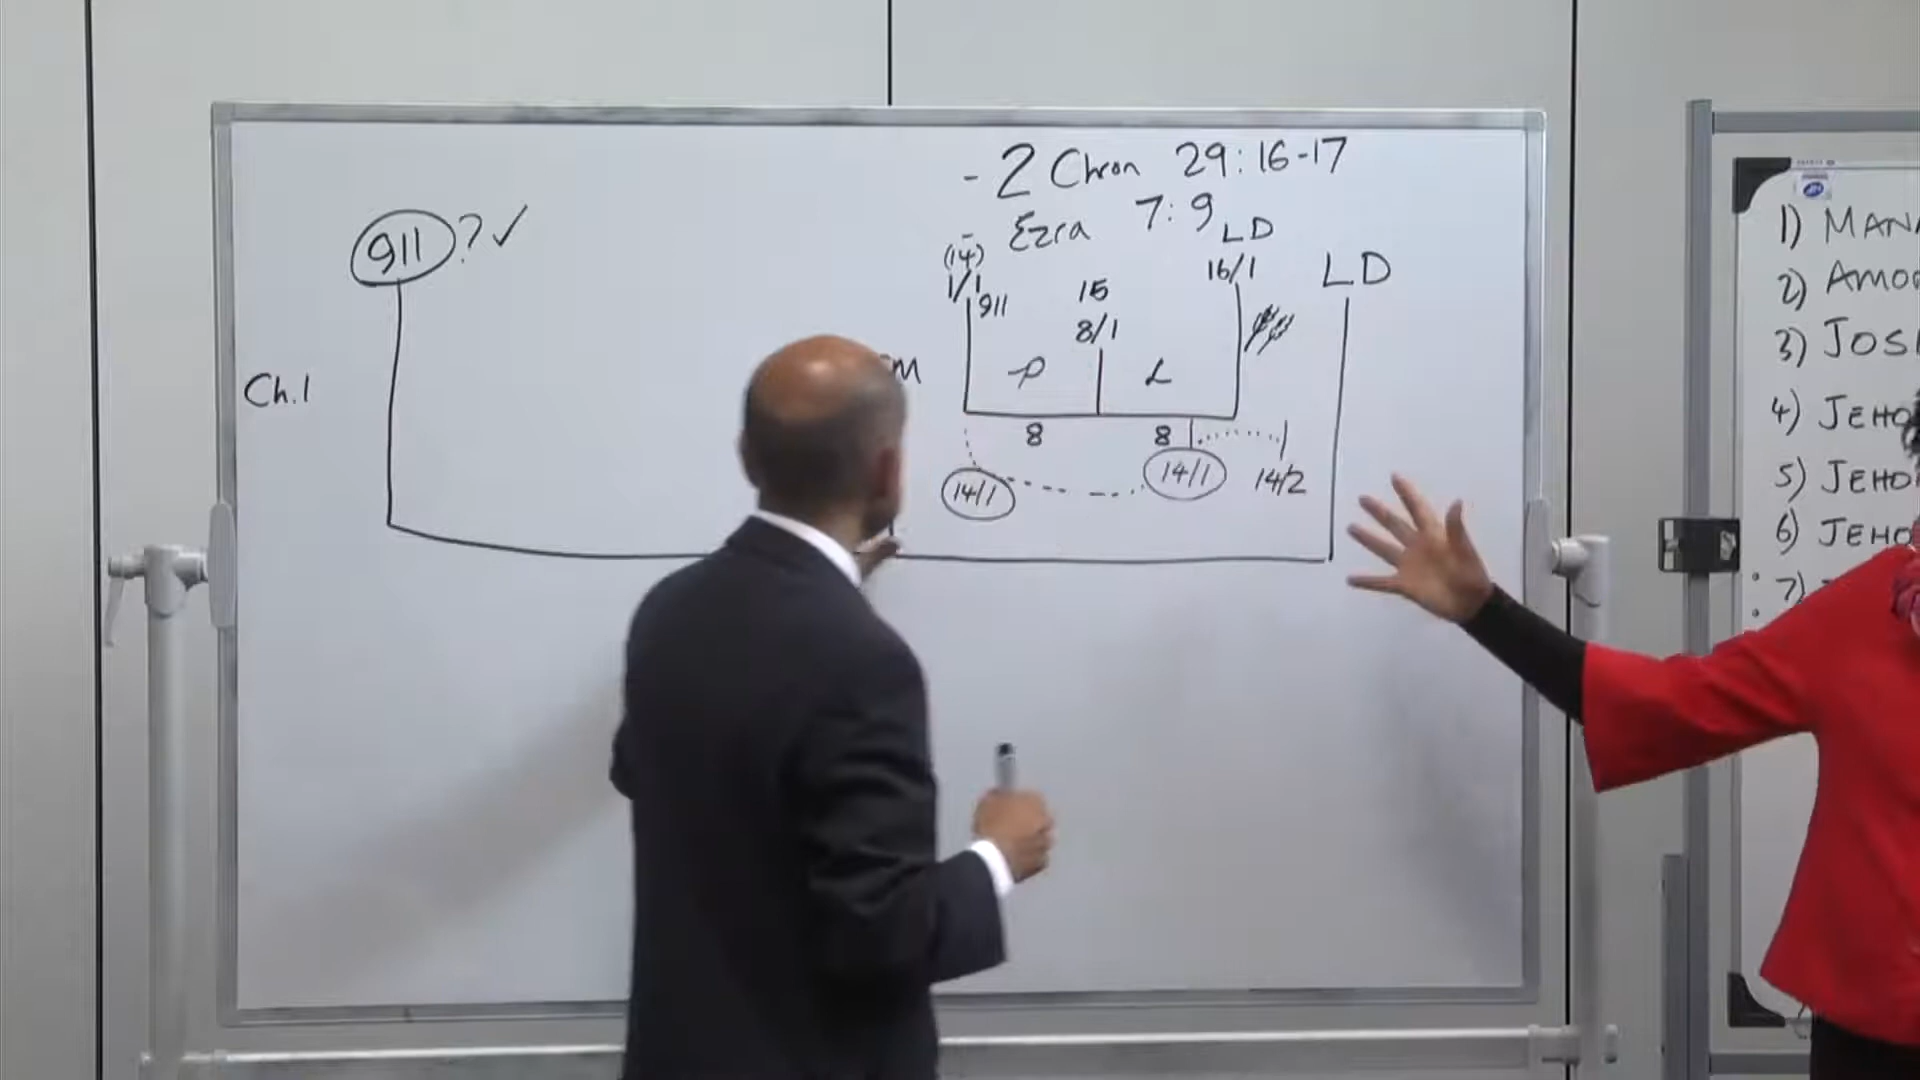 - 2 Chron 29:16-17
- Ezra 7:9
911 ? ✓
(14)
1/1
911
15
8/1
LD
16/1
LD
Ch.1
P
L
8
8
14/1
14/1
14/2
1) MANA
2) AMO
3) JOS
4) JEHO
5) JEHO
6) JEHO
7)